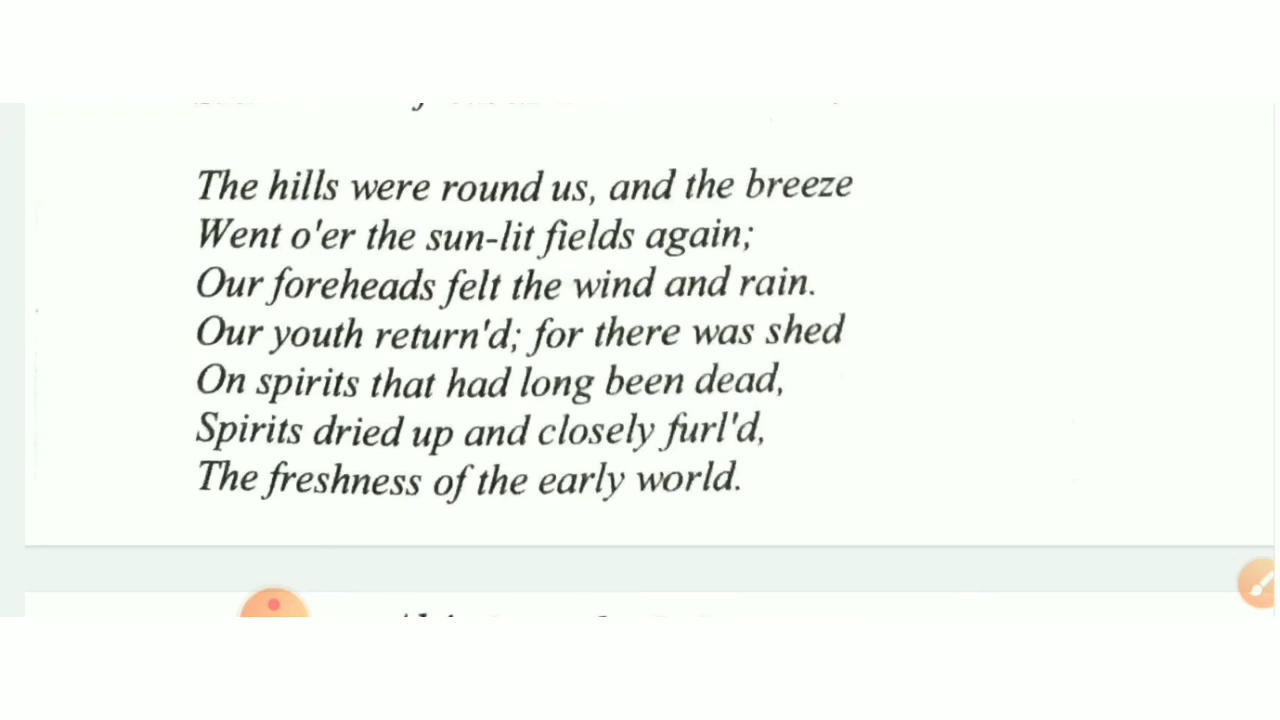 The hills were round us, and the breeze
Went o'er the sun-lit fields again;
Our foreheads felt the wind and rain.
Our youth return'd; for there was shed
On spirits that had long been dead,
Spirits dried up and closely furl'd,
The freshness of the early world.